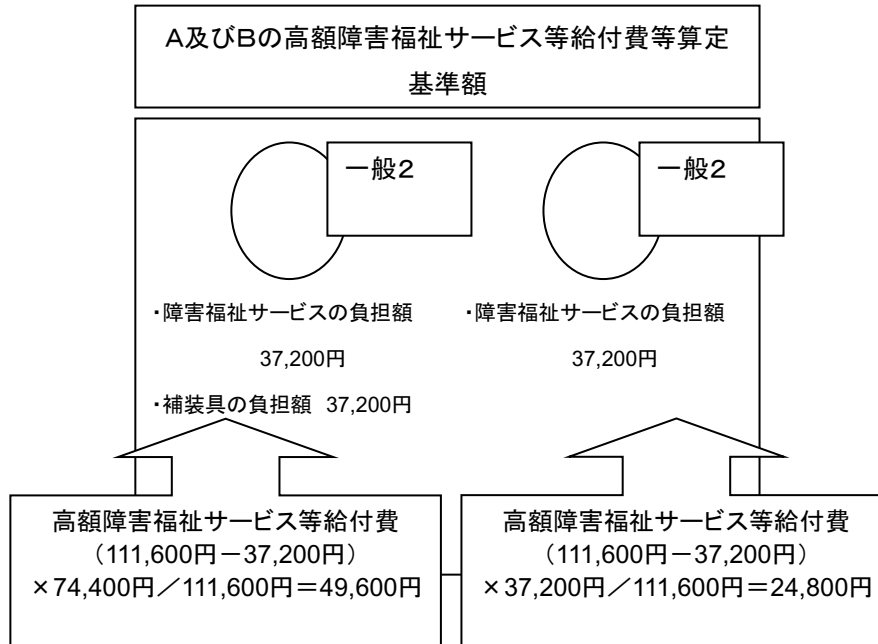 A及びBの高額障害福祉サービス等給付費等算定
基準額
一般2
一般2
・障害福祉サービスの負担額
37,200円
・補装具の負担額 37,200円
・障害福祉サービスの負担額
37,200円
高額障害福祉サービス等給付費
(111,600円-37,200円)
×74,400円/111,600円=49,600円
高額障害福祉サービス等給付費
(111,600円-37,200円)
×37,200円/111,600円=24,800円